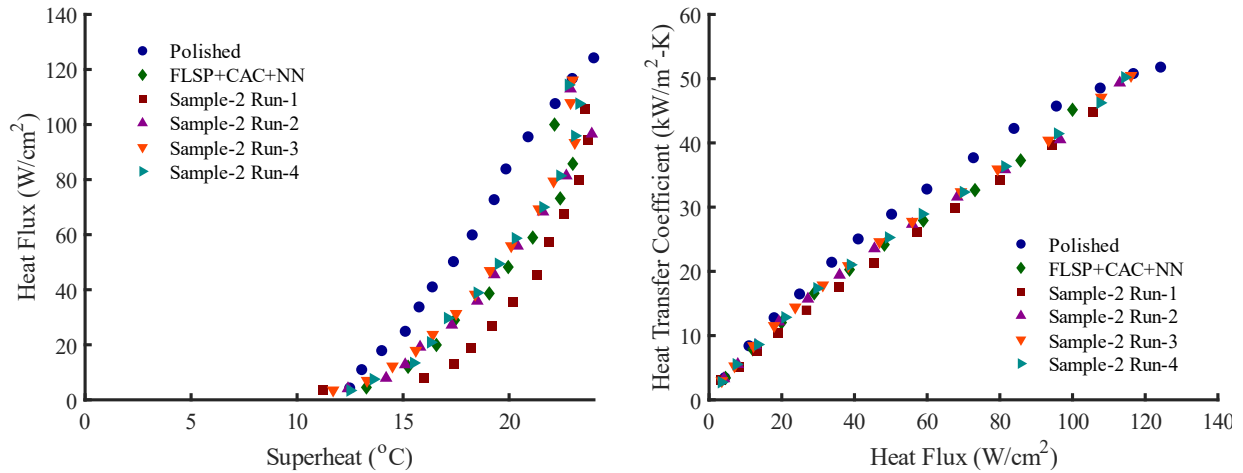 140
120
100
80
60
40
20
0
0
5
10
15
20
Heat Flux (W/cm²)
Superheat (°C)
Polished
FLSP+CAC+NN
Sample-2 Run-1
Sample-2 Run-2
Sample-2 Run-3
Sample-2 Run-4
60
50
40
30
20
10
0
0
20
40
60
80
100
120
140
Heat Transfer Coefficient (kW/m²-K)
Heat Flux (W/cm²)
Polished
FLSP+CAC+NN
Sample-2 Run-1
Sample-2 Run-2
Sample-2 Run-3
Sample-2 Run-4